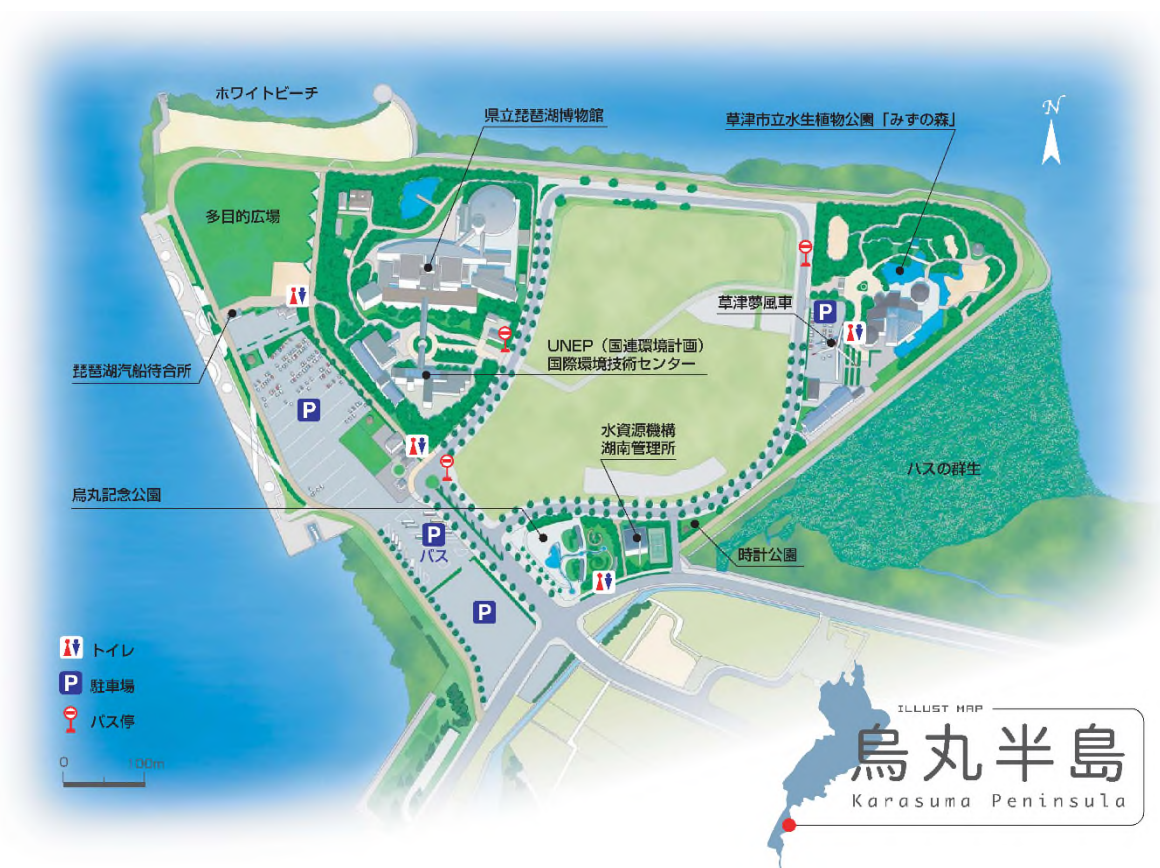 ホワイトビーチ
県立琵琶湖博物館
草津市立水生植物公園「みずの森」
N
多目的広場
草津夢風車
P
UNEP（国連環境計画）
国際環境技術センター
琵琶湖汽船待合所
P
水資源機構
湖南管理所
ハスの群生
烏丸記念公園
P
バス
時計公園
P
トイレ
P 駐車場
バス停
0 100m
ILLUST MAP
烏丸半島
Karasuma Peninsula